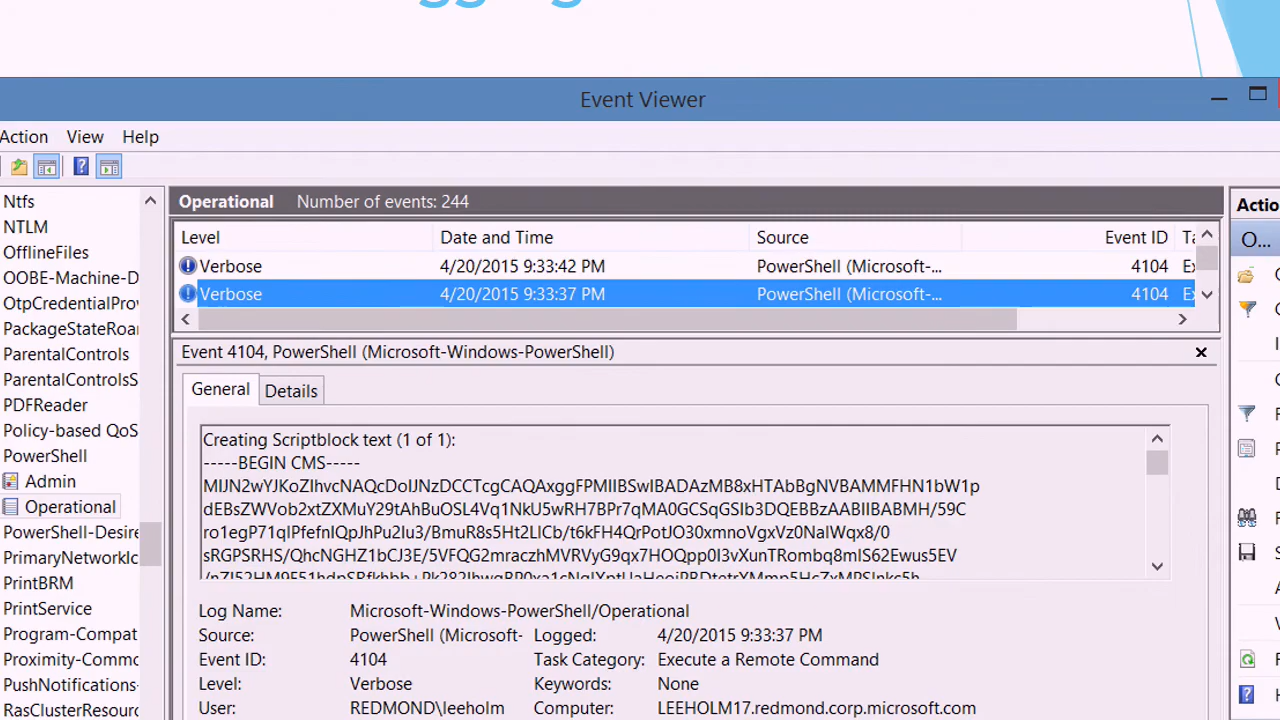 Event Viewer
Action View Help
Ntfs
NTLM
OfflineFiles
OOBE-Machine-D
OtpCredentialProv
PackageStateRoar
ParentalControls
ParentalControlsS
PDFReader
Policy-based QoS
PowerShell
Admin
Operational
PowerShell-Desire
PrimaryNetworkIc
PrintBRM
PrintService
Program-Compat
Proximity-Commo
PushNotifications-
RasClusterResourc
Operational Number of events: 244
Level Date and Time Source Event ID
Verbose 4/20/2015 9:33:42 PM PowerShell (Microsoft-... 4104
Verbose 4/20/2015 9:33:37 PM PowerShell (Microsoft-... 4104
Event 4104, PowerShell (Microsoft-Windows-PowerShell)
General Details
Creating Scriptblock text (1 of 1):
-----BEGIN CMS-----
MIIJN2wYJKoZIhvcNAQcDoIJNzDCCTcgCAQAxggFPMIIBSwIBADAzMB8xHTAbBgNVBAMMFHN1bW1p
dEBsZWVob2xtZXMuY29tAhBuOSL4Vq1NkU5wRH7BPr7qMA0GCSqGSIb3DQEBBzAABIIBABMH/59C
ro1egP71qIPfefnIQpJhPu2Iu3/BmuR8s5Ht2LlCb/t6kFH4QrPotJO30xmnoVgxVz0NaIWqx8/0
sRGPSRHS/QhcNGHZ1bCJ3E/5VFQG2mraczhMVRVyG9qx7HOQpp0I3vXunTRombq8mIS62Ewus5EV
Log Name: Microsoft-Windows-PowerShell/Operational
Source: PowerShell (Microsoft- Logged: 4/20/2015 9:33:37 PM
Event ID: 4104 Task Category: Execute a Remote Command
Level: Verbose Keywords: None
User: REDMOND\leeholm Computer: LEEHOLM17.redmond.corp.microsoft.com
Actio
O...